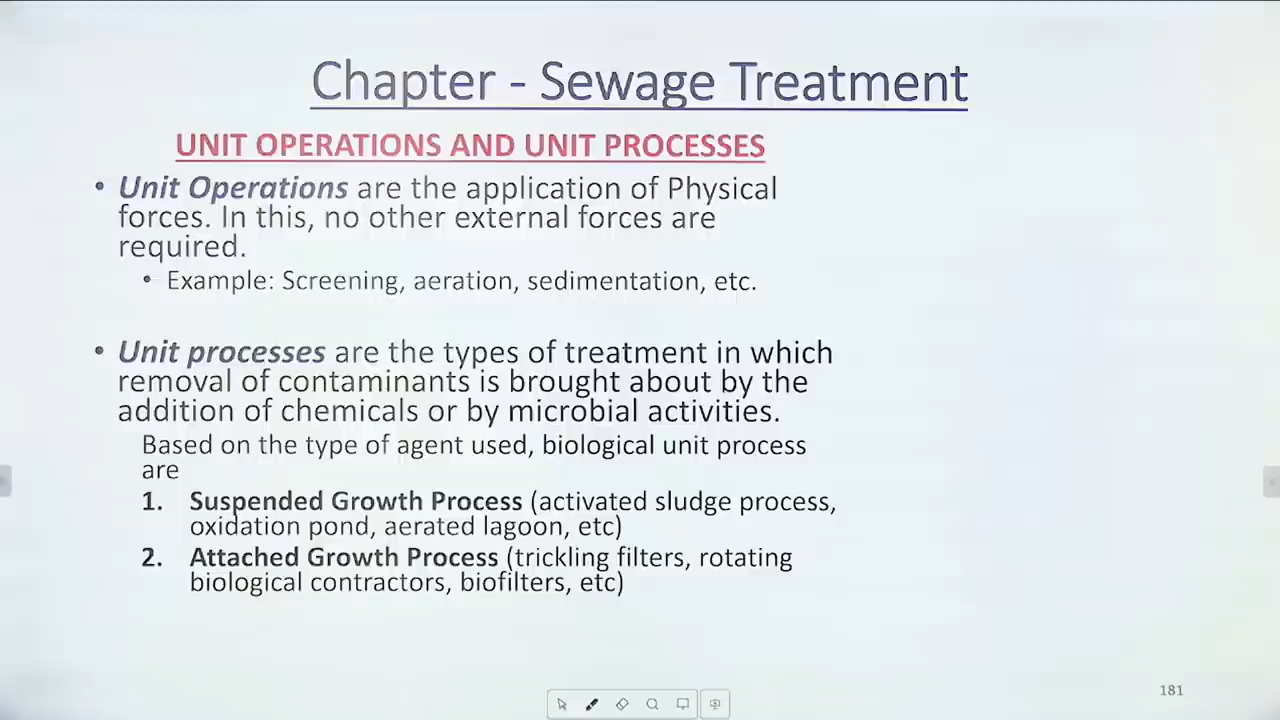 Chapter - Sewage Treatment
UNIT OPERATIONS AND UNIT PROCESSES
• Unit Operations are the application of Physical
forces. In this, no other external forces are
required.
• Example: Screening, aeration, sedimentation, etc.
• Unit processes are the types of treatment in which
removal of contaminants is brought about by the
addition of chemicals or by microbial activities.
Based on the type of agent used, biological unit process
are
1. Suspended Growth Process (activated sludge process,
oxidation pond, aerated lagoon, etc)
2. Attached Growth Process (trickling filters, rotating
biological contractors, biofilters, etc)
181